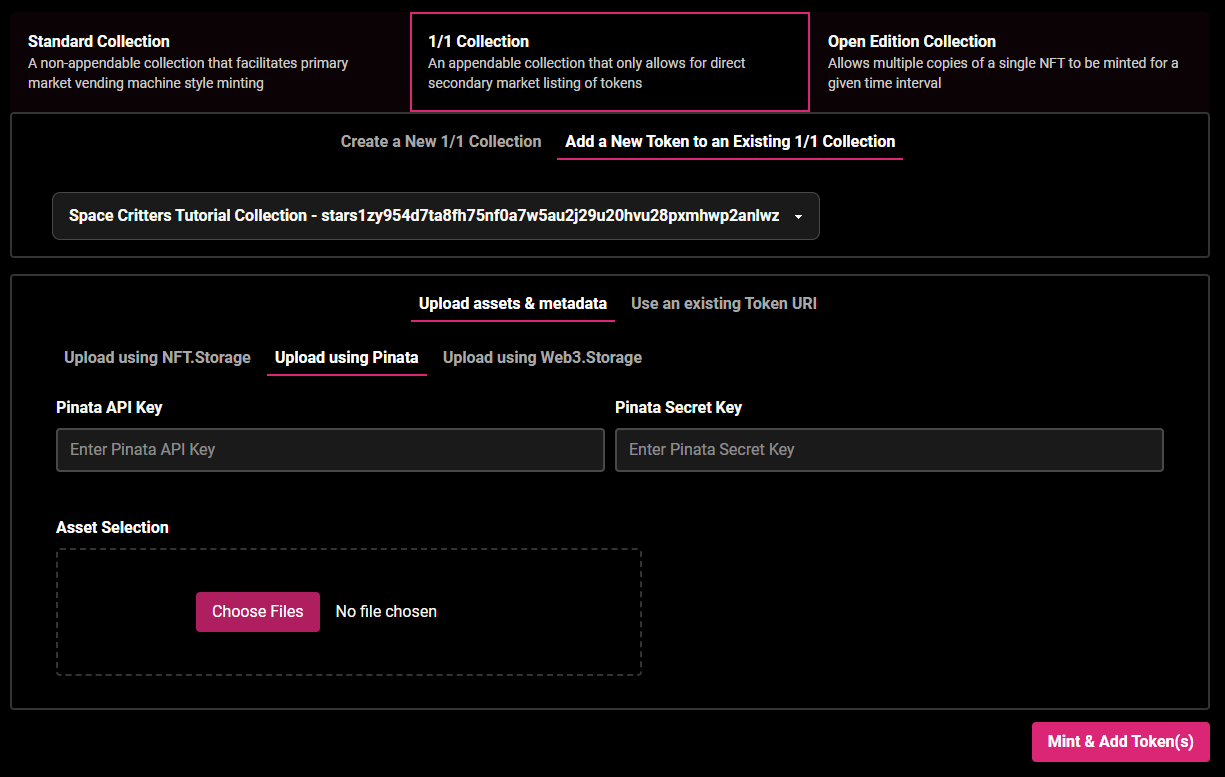 Standard Collection
A non-appendable collection that facilitates primary
market vending machine style minting
1/1 Collection
An appendable collection that only allows for direct
secondary market listing of tokens
Open Edition Collection
Allows multiple copies of a single NFT to be minted for a
given time interval
Create a New 1/1 Collection
Add a New Token to an Existing 1/1 Collection
Space Critters Tutorial Collection - stars1zy954d7ta8fh75nf0a7w5au2j29u20hvu28pxmhwp2anlwz
Upload assets & metadata
Use an existing Token URI
Upload using NFT.Storage
Upload using Pinata
Upload using Web3.Storage
Pinata API Key
Pinata Secret Key
Enter Pinata API Key
Enter Pinata Secret Key
Asset Selection
Choose Files
No file chosen
Mint & Add Token(s)